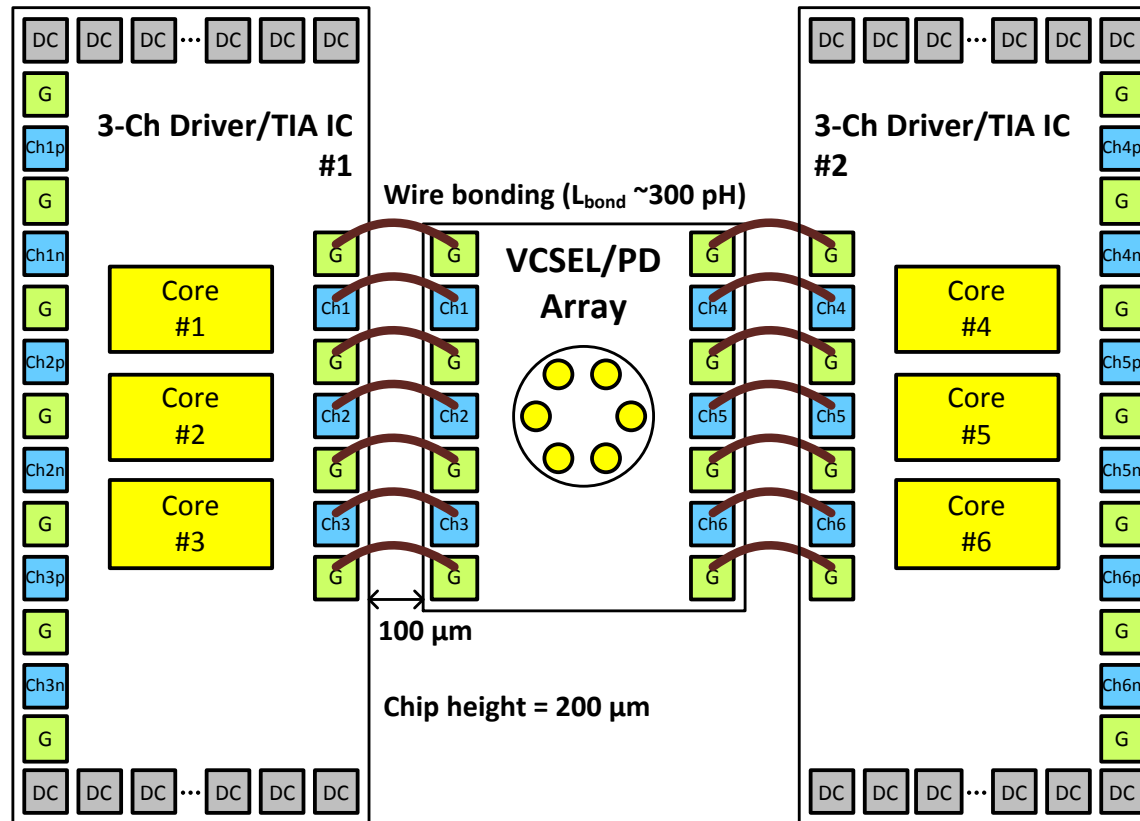 DC DC DC ... DC DC DC
DC DC DC ... DC DC DC
G
Ch1p
G
Ch1n
G
Ch2p
G
Ch2n
G
Ch3p
G
Ch3n
G
3-Ch Driver/TIA IC
#1
Core
#1
Core
#2
Core
#3
G
Ch1
G
Ch2
G
Ch3
G
Wire bonding (Lbond ~300 pH)
G
Ch1
G
Ch2
G
Ch3
G
VCSEL/PD
Array
G
Ch4
G
Ch5
G
Ch6
G
100 µm
Chip height = 200 µm
G
Ch4
G
Ch5
G
Ch6
G
3-Ch Driver/TIA IC
#2
Core
#4
Core
#5
Core
#6
G
Ch4p
G
Ch4n
G
Ch5p
G
Ch5n
G
Ch6p
G
Ch6n
G
DC DC DC ... DC DC DC
DC DC DC ... DC DC DC